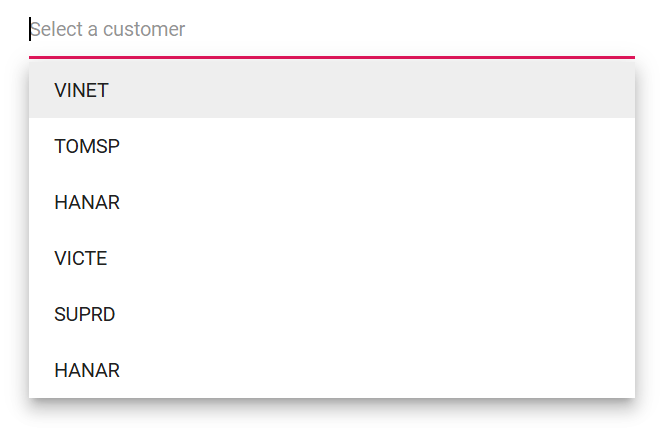 Select a customer
VINET
TOMSP
HANAR
VICTE
SUPRD
HANAR